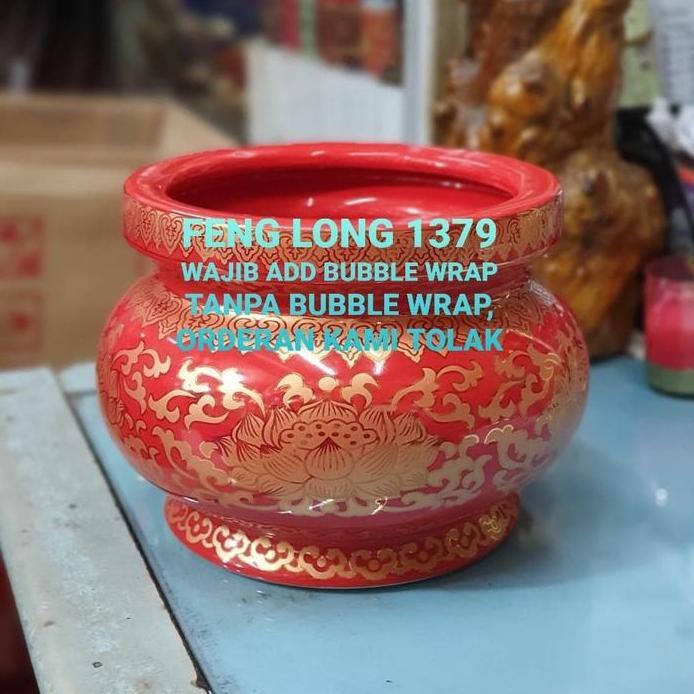 FENG LONG 1379
WAJIB ADD BUBBLE WRAP
TANPA BUBBLE WRAP,
ORDERAN KAMI TOLAK